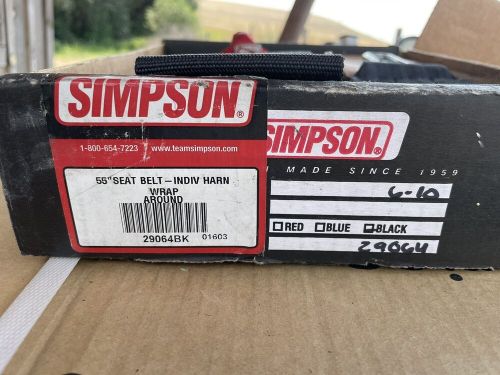 SIMPSON®
1-800-654-7223 www.teamsimpson.com
55" SEAT BELT-INDIV HARN
WRAP
AROUND
29064BK 01603
SIMPSON®
MADE SINCE 1959
6-10
RED BLUE BLACK
29064